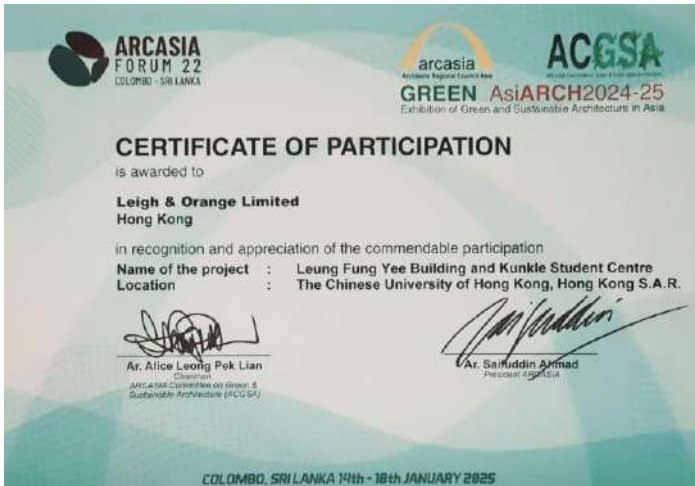 ARCASIA
FORUM 22
COLOMBO - SRI LANKA
arcasia
Architects Regional Council Asia
ACGSA
GREEN AsiARCH2024-25
Exhibition of Green and Sustainable Architecture in Asia
CERTIFICATE OF PARTICIPATION
is awarded to
Leigh & Orange Limited
Hong Kong
in recognition and appreciation of the commendable participation
Name of the project : Leung Fung Yee Building and Kunkle Student Centre
Location : The Chinese University of Hong Kong, Hong Kong S.A.R.
Ar. Alice Leong Pek Lian
Chairman
ARCASIA Committee on Green &
Sustainable Architecture (ACGSA)
Ar. Saifuddin Ahmad
President ARCASIA
COLOMBO, SRI LANKA 14th - 18th JANUARY 2025